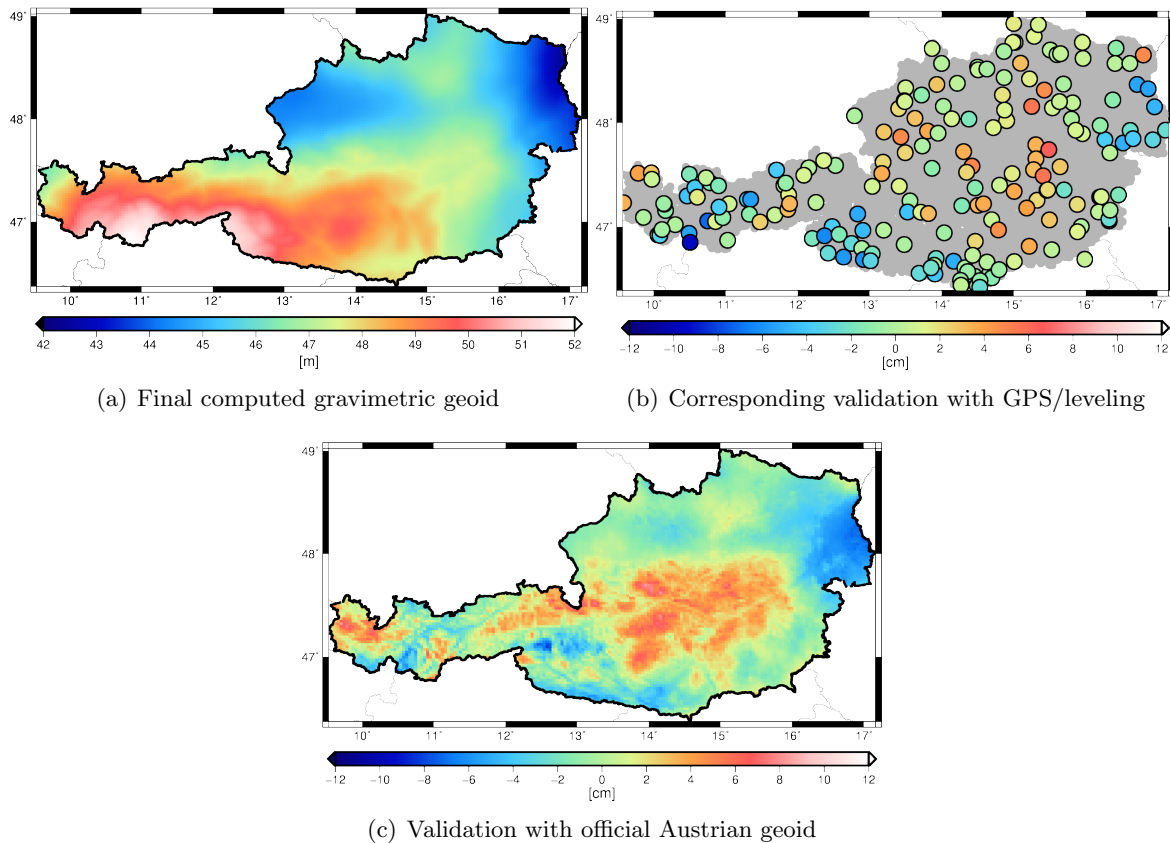 49°
48°
47°
10° 11° 12° 13° 14° 15° 16° 17°
42 43 44 45 46 47 48 49 50 51 52
[m]
(a) Final computed gravimetric geoid
49°
48°
47°
10° 11° 12° 13° 14° 15° 16° 17°
−12 −10 −8 −6 −4 −2 0 2 4 6 8 10 12
[cm]
(b) Corresponding validation with GPS/leveling
49°
48°
47°
10° 11° 12° 13° 14° 15° 16° 17°
−12 −10 −8 −6 −4 −2 0 2 4 6 8 10 12
[cm]
(c) Validation with official Austrian geoid